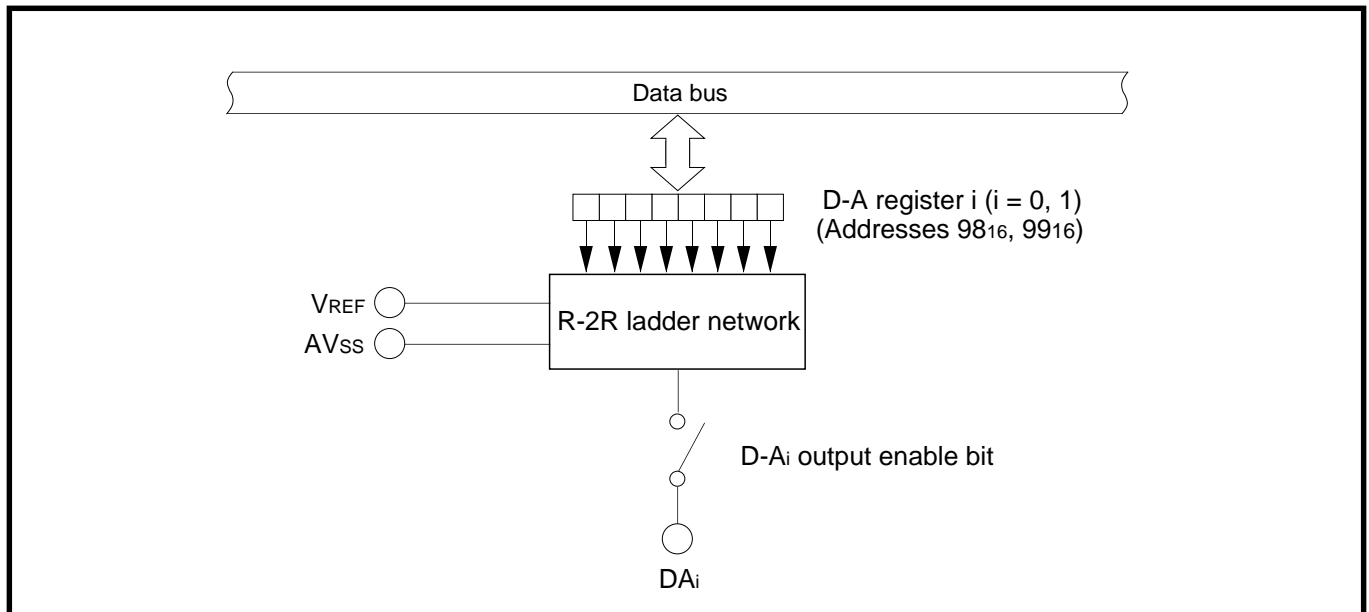 Data bus
D-A register i (i = 0, 1)
(Addresses 9816, 9916)
VREF
AVSS
R-2R ladder network
D-Ai output enable bit
DAi